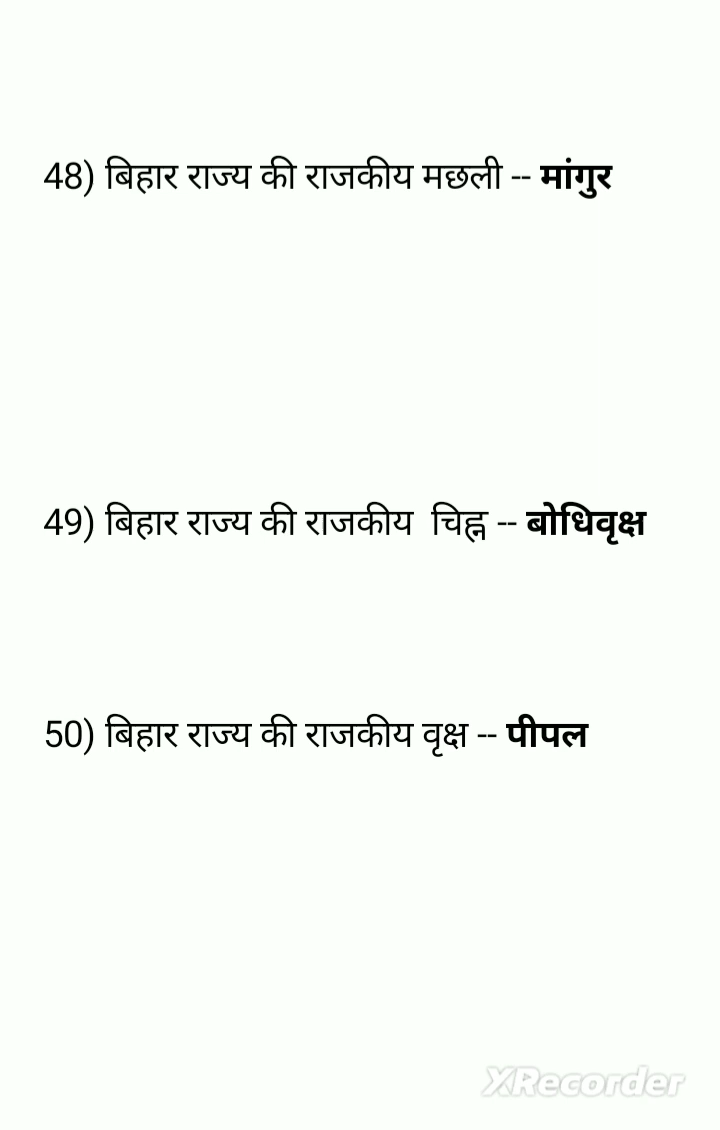 48) बिहार राज्य की राजकीय मछली -- मांगुर
49) बिहार राज्य की राजकीय  चिह्न -- बोधिवृक्ष
50) बिहार राज्य की राजकीय वृक्ष -- पीपल
XRecorder